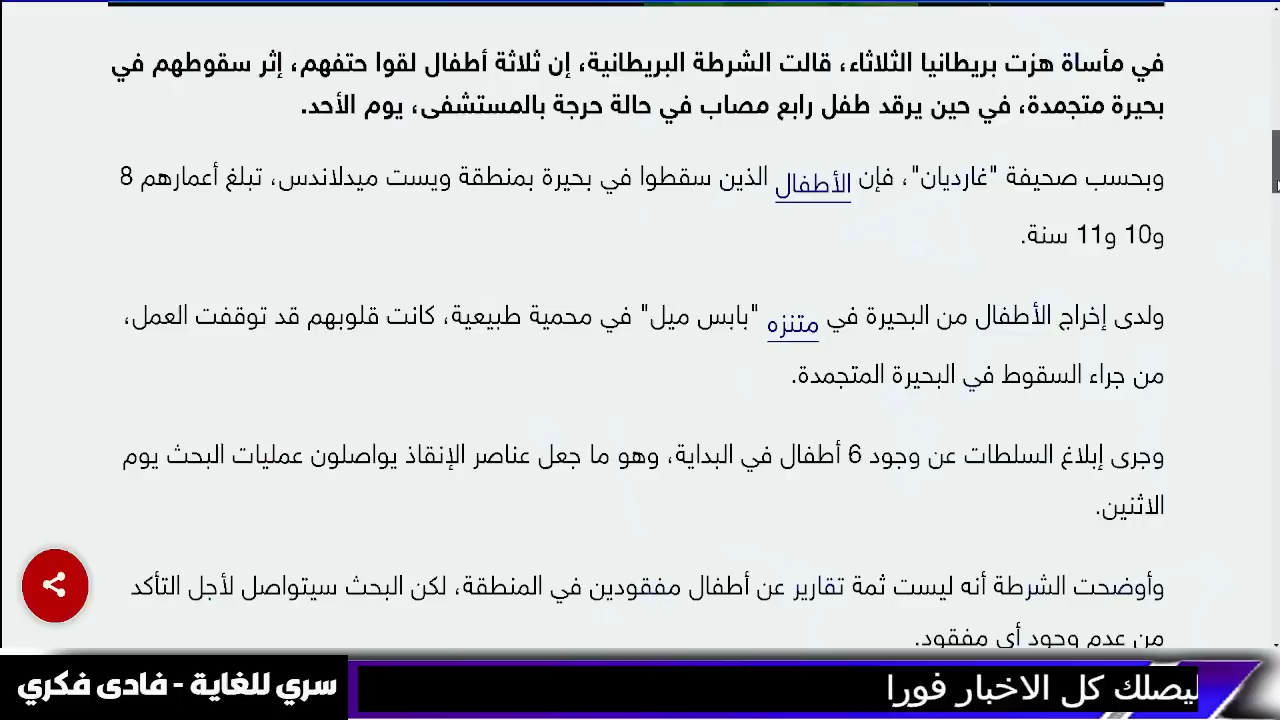 في مأساة هزت بريطانيا الثلاثاء، قالت الشرطة البريطانية، إن ثلاثة أطفال لقوا حتفهم، إثر سقوطهم في
بحيرة متجمدة، في حين يرقد طفل رابع مصاب في حالة حرجة بالمستشفى، يوم الأحد.
وبحسب صحيفة "غارديان"، فإن الأطفال الذين سقطوا في بحيرة بمنطقة ويست ميدلاندس، تبلغ أعمارهم 8
و10 و11 سنة.
ولدى إخراج الأطفال من البحيرة في متنزه "بابس ميل" في محمية طبيعية، كانت قلوبهم قد توقفت العمل،
من جراء السقوط في البحيرة المتجمدة.
وجرى إبلاغ السلطات عن وجود 6 أطفال في البداية، وهو ما جعل عناصر الإنقاذ يواصلون عمليات البحث يوم
الاثنين.
وأوضحت الشرطة أنه ليست ثمة تقارير عن أطفال مفقودين في المنطقة، لكن البحث سيتواصل لأجل التأكد
من عدم وجود أي مفقود.
ليصلك كل الاخبار فورا
سري للغاية - فادى فكري